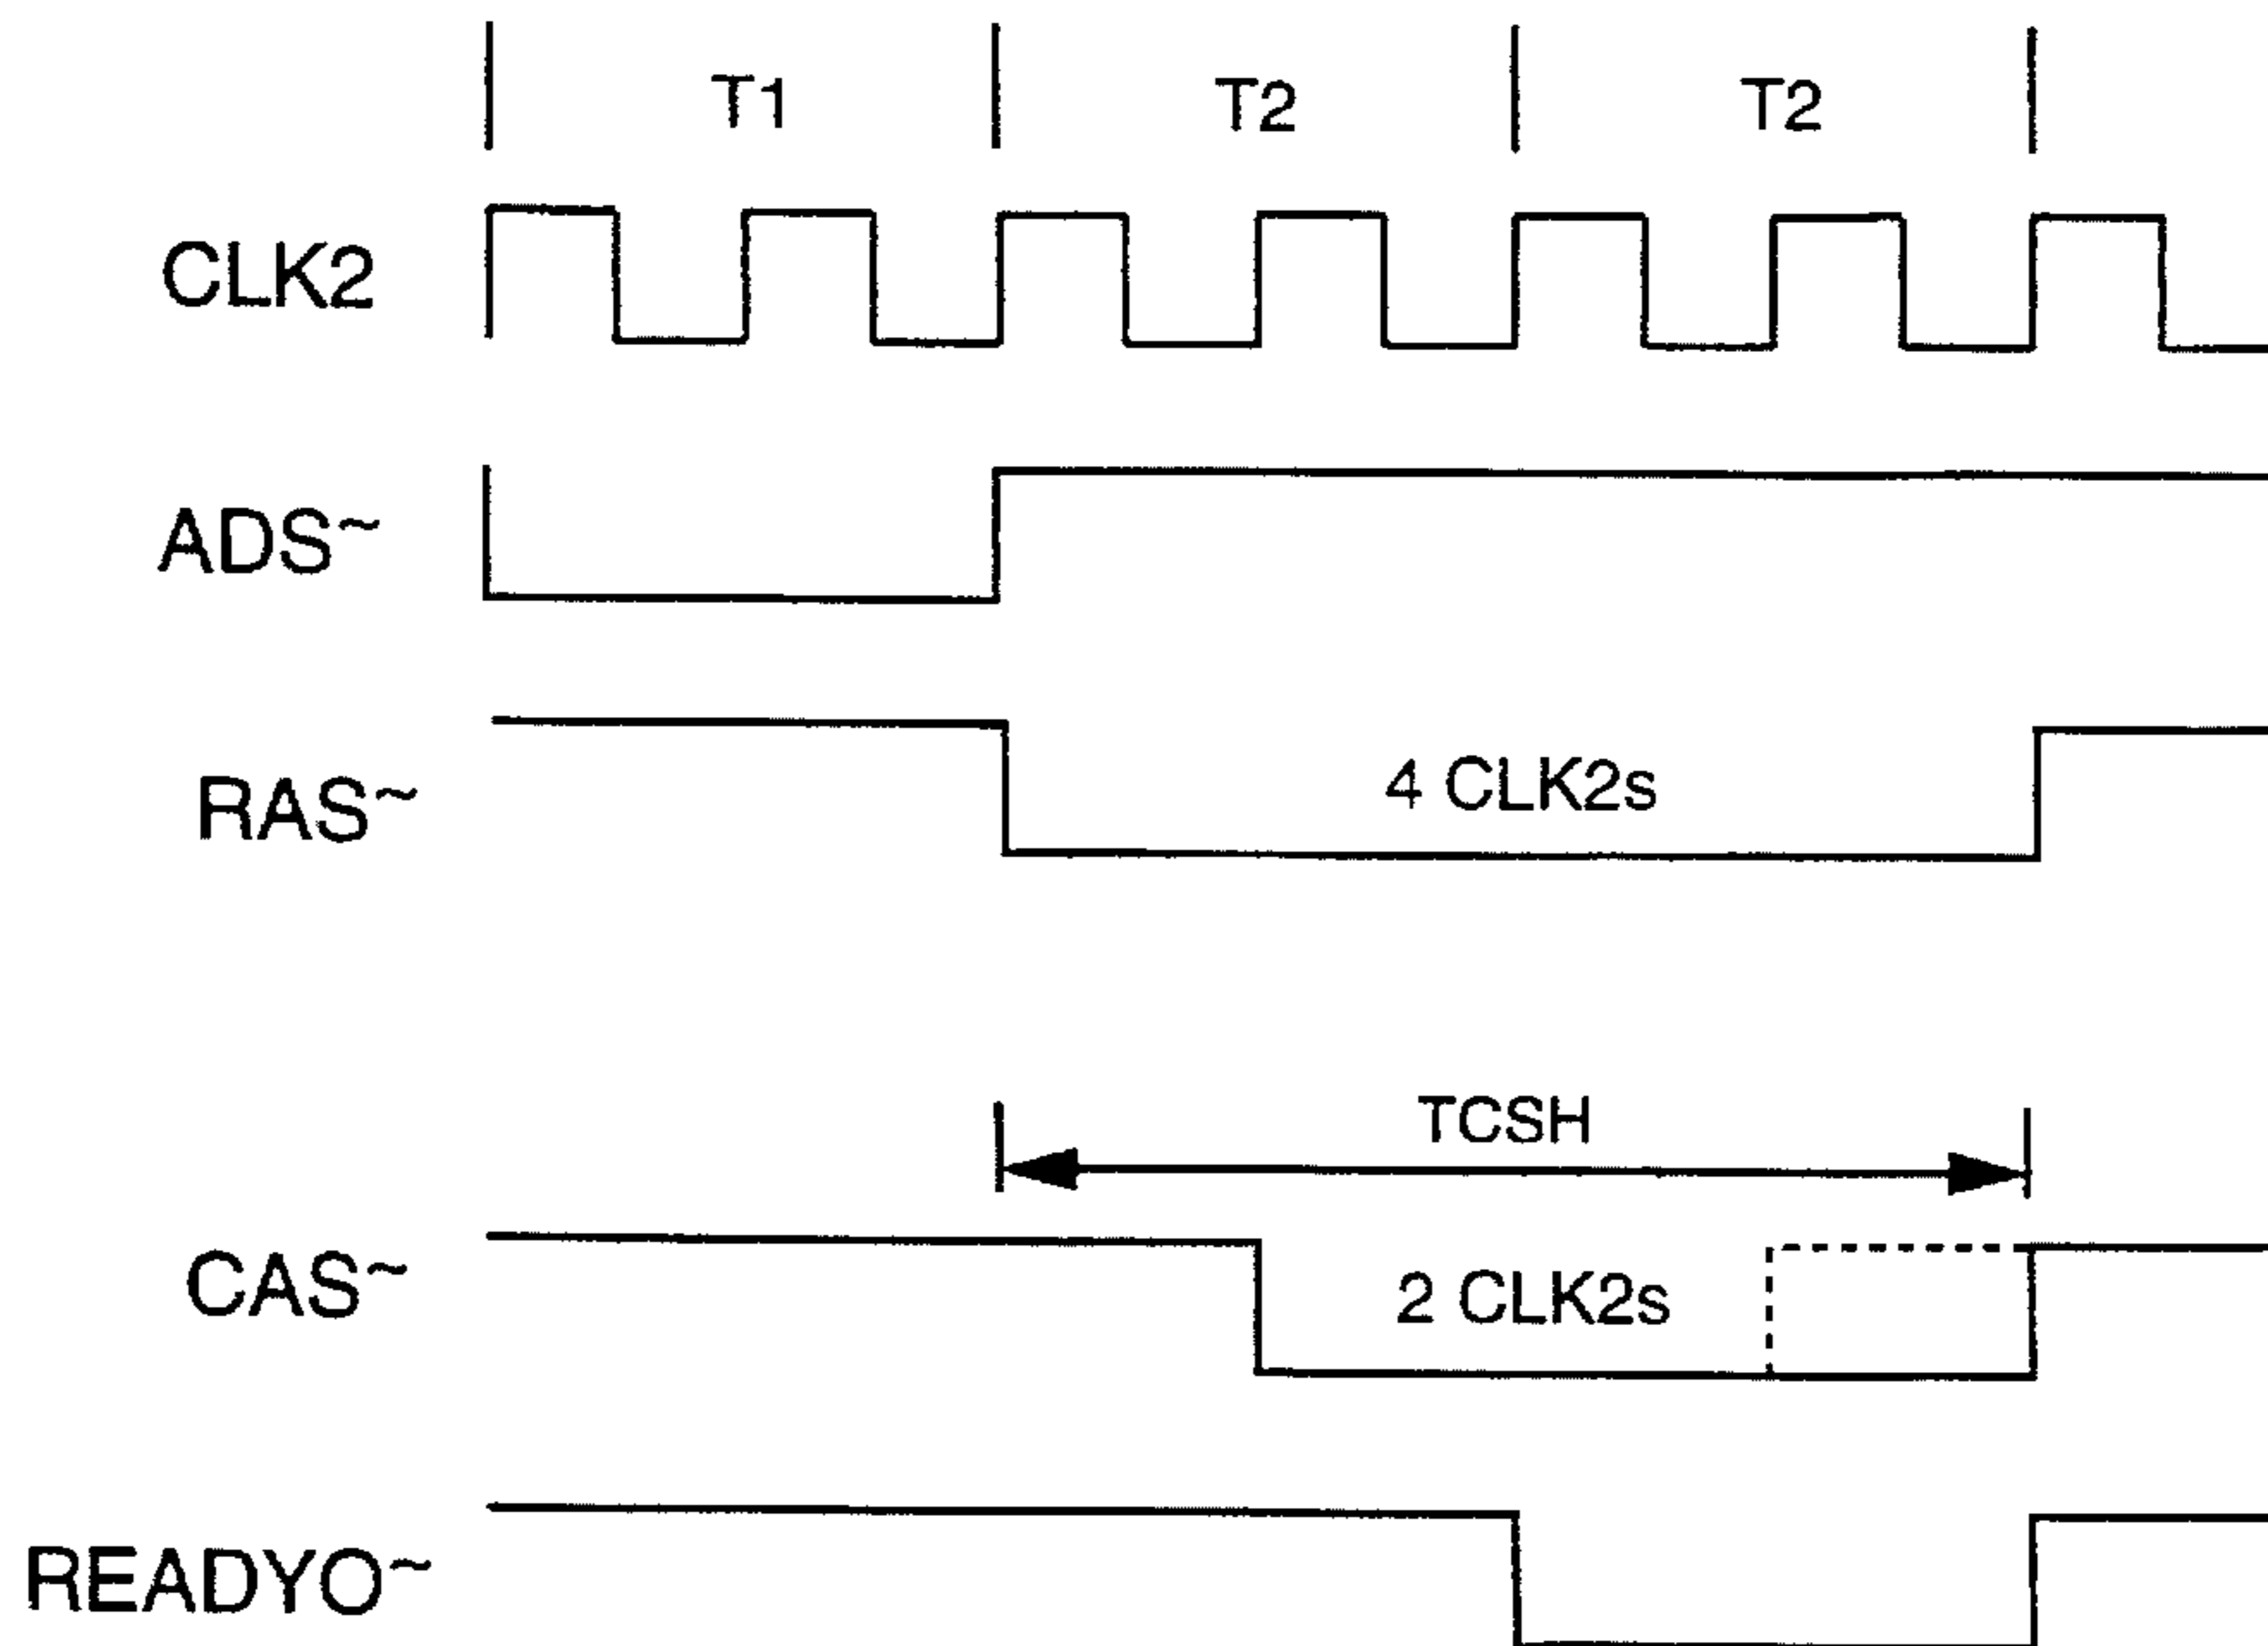 T1 T2 T2
CLK2
ADS~
RAS~
4 CLK2s
TCSH
CAS~
2 CLK2s
READYO~